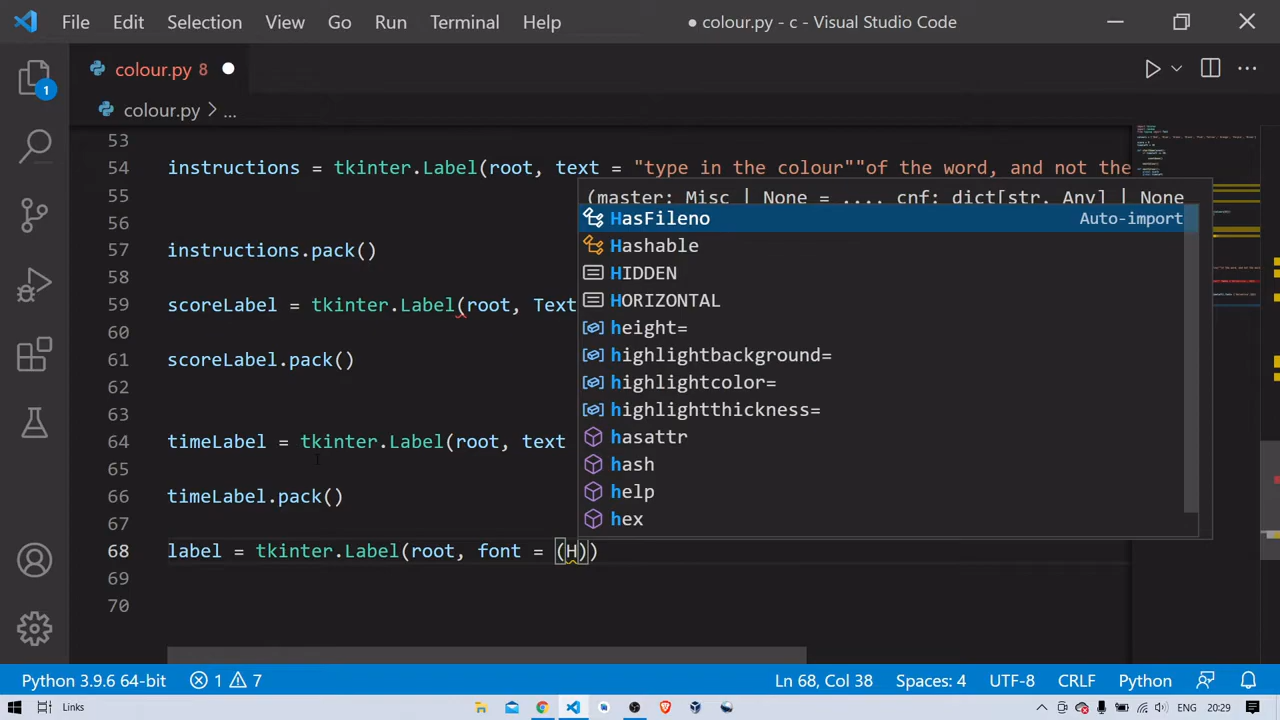 File Edit Selection View Go Run Terminal Help
● colour.py - c - Visual Studio Code
colour.py 8
1
colour.py > ...
53
54 instructions = tkinter.Label(root, text = "type in the colour""of the word, and not the
55
(master: Misc | None = ..., cnf: dict[str, Any] | None
56
HasFileno Auto-import
Hashable
57 instructions.pack()
HIDDEN
58
HORIZONTAL
59 scoreLabel = tkinter.Label(root, Text
height=
60
highlightbackground=
61 scoreLabel.pack()
highlightcolor=
62
highlightthickness=
63
hasattr
64 timeLabel = tkinter.Label(root, text
hash
65
help
66 timeLabel.pack()
hex
67
68 label = tkinter.Label(root, font = (H))
69
70
Python 3.9.6 64-bit 1 7 Ln 68, Col 38 Spaces: 4 UTF-8 CRLF Python
Links 20:29